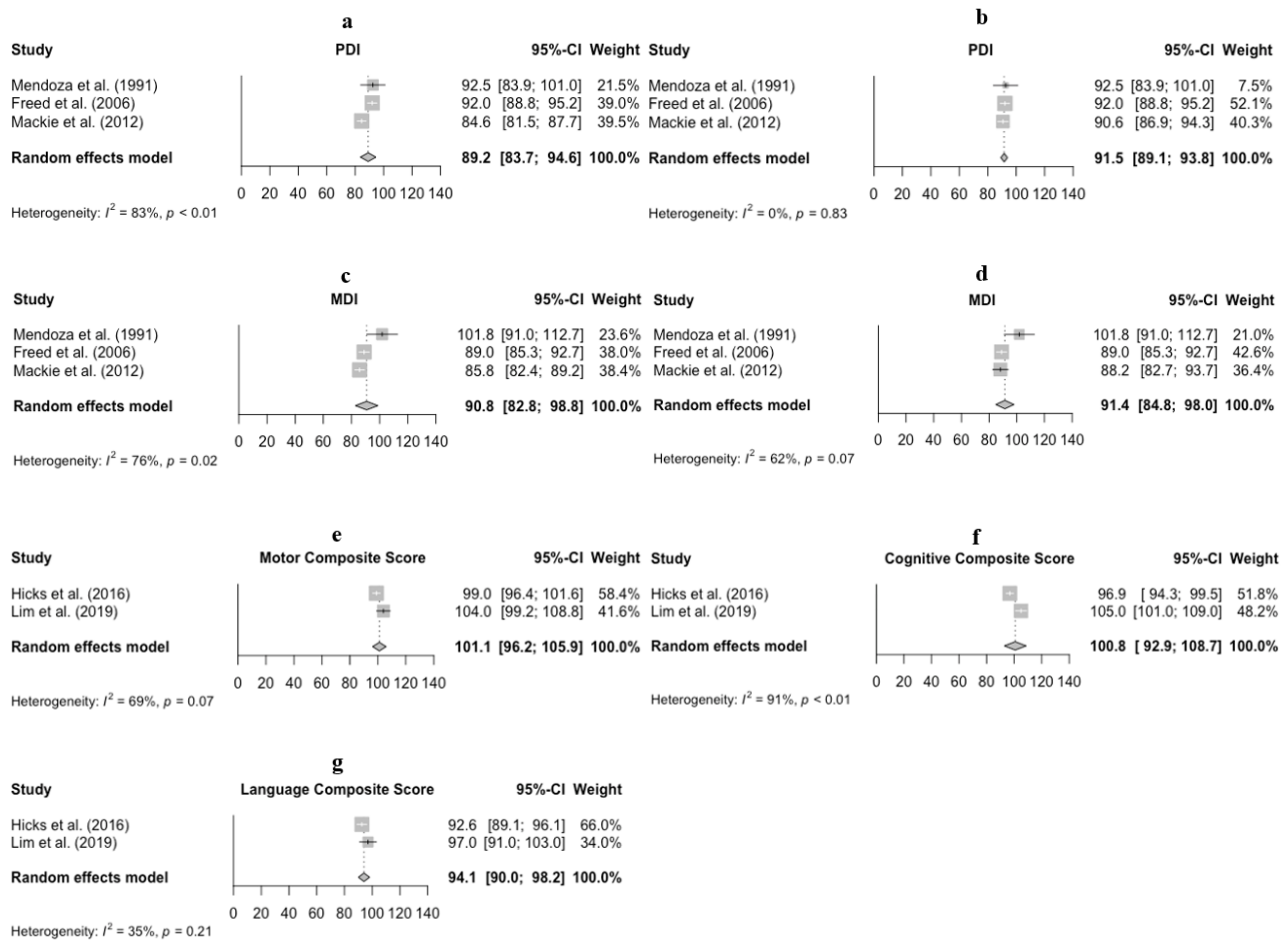 a
PDI
Study 95%-CI Weight
Mendoza et al. (1991) 92.5 [83.9; 101.0] 21.5%
Freed et al. (2006) 92.0 [88.8; 95.2] 39.0%
Mackie et al. (2012) 84.6 [81.5; 87.7] 39.5%
Random effects model 89.2 [83.7; 94.6] 100.0%
0 20 40 60 80 100 120 140
Heterogeneity: I² = 83%, p < 0.01
b
PDI
Study 95%-CI Weight
Mendoza et al. (1991) 92.5 [83.9; 101.0] 7.5%
Freed et al. (2006) 92.0 [88.8; 95.2] 52.1%
Mackie et al. (2012) 90.6 [86.9; 94.3] 40.3%
Random effects model 91.5 [89.1; 93.8] 100.0%
0 20 40 60 80 100 120 140
Heterogeneity: I² = 0%, p = 0.83
c
MDI
Study 95%-CI Weight
Mendoza et al. (1991) 101.8 [91.0; 112.7] 23.6%
Freed et al. (2006) 89.0 [85.3; 92.7] 38.0%
Mackie et al. (2012) 85.8 [82.4; 89.2] 38.4%
Random effects model 90.8 [82.8; 98.8] 100.0%
0 20 40 60 80 100 120 140
Heterogeneity: I² = 76%, p = 0.02
d
MDI
Study 95%-CI Weight
Mendoza et al. (1991) 101.8 [91.0; 112.7] 21.0%
Freed et al. (2006) 89.0 [85.3; 92.7] 42.6%
Mackie et al. (2012) 88.2 [82.7; 93.7] 36.4%
Random effects model 91.4 [84.8; 98.0] 100.0%
0 20 40 60 80 100 120 140
Heterogeneity: I² = 62%, p = 0.07
e
Study Motor Composite Score 95%-CI Weight
Hicks et al. (2016) 99.0 [96.4; 101.6] 58.4%
Lim et al. (2019) 104.0 [99.2; 108.8] 41.6%
Random effects model 101.1 [96.2; 105.9] 100.0%
0 20 40 60 80 100 120 140
Heterogeneity: I² = 69%, p = 0.07
f
Study Cognitive Composite Score 95%-CI Weight
Hicks et al. (2016) 96.9 [ 94.3; 99.5] 51.8%
Lim et al. (2019) 105.0 [101.0; 109.0] 48.2%
Random effects model 100.8 [ 92.9; 108.7] 100.0%
0 20 40 60 80 100 120 140
Heterogeneity: I² = 91%, p < 0.01
g
Study Language Composite Score 95%-CI Weight
Hicks et al. (2016) 92.6 [89.1; 96.1] 66.0%
Lim et al. (2019) 97.0 [91.0; 103.0] 34.0%
Random effects model 94.1 [90.0; 98.2] 100.0%
0 20 40 60 80 100 120 140
Heterogeneity: I² = 35%, p = 0.21